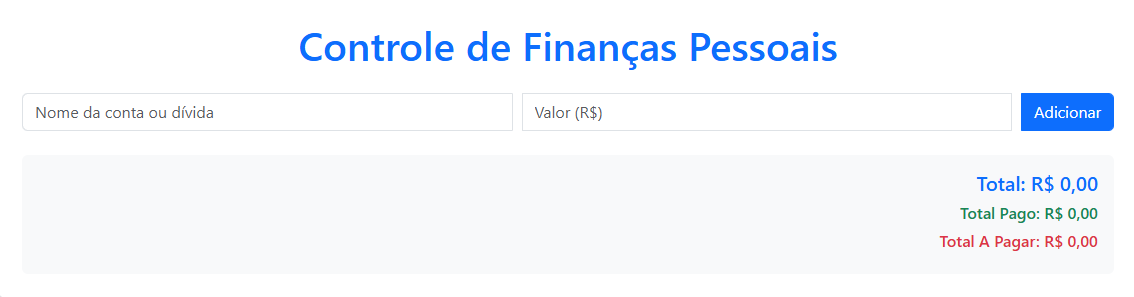 Controle de Finanças Pessoais
Nome da conta ou dívida
Valor (R$)
Adicionar
Total: R$ 0,00
Total Pago: R$ 0,00
Total A Pagar: R$ 0,00